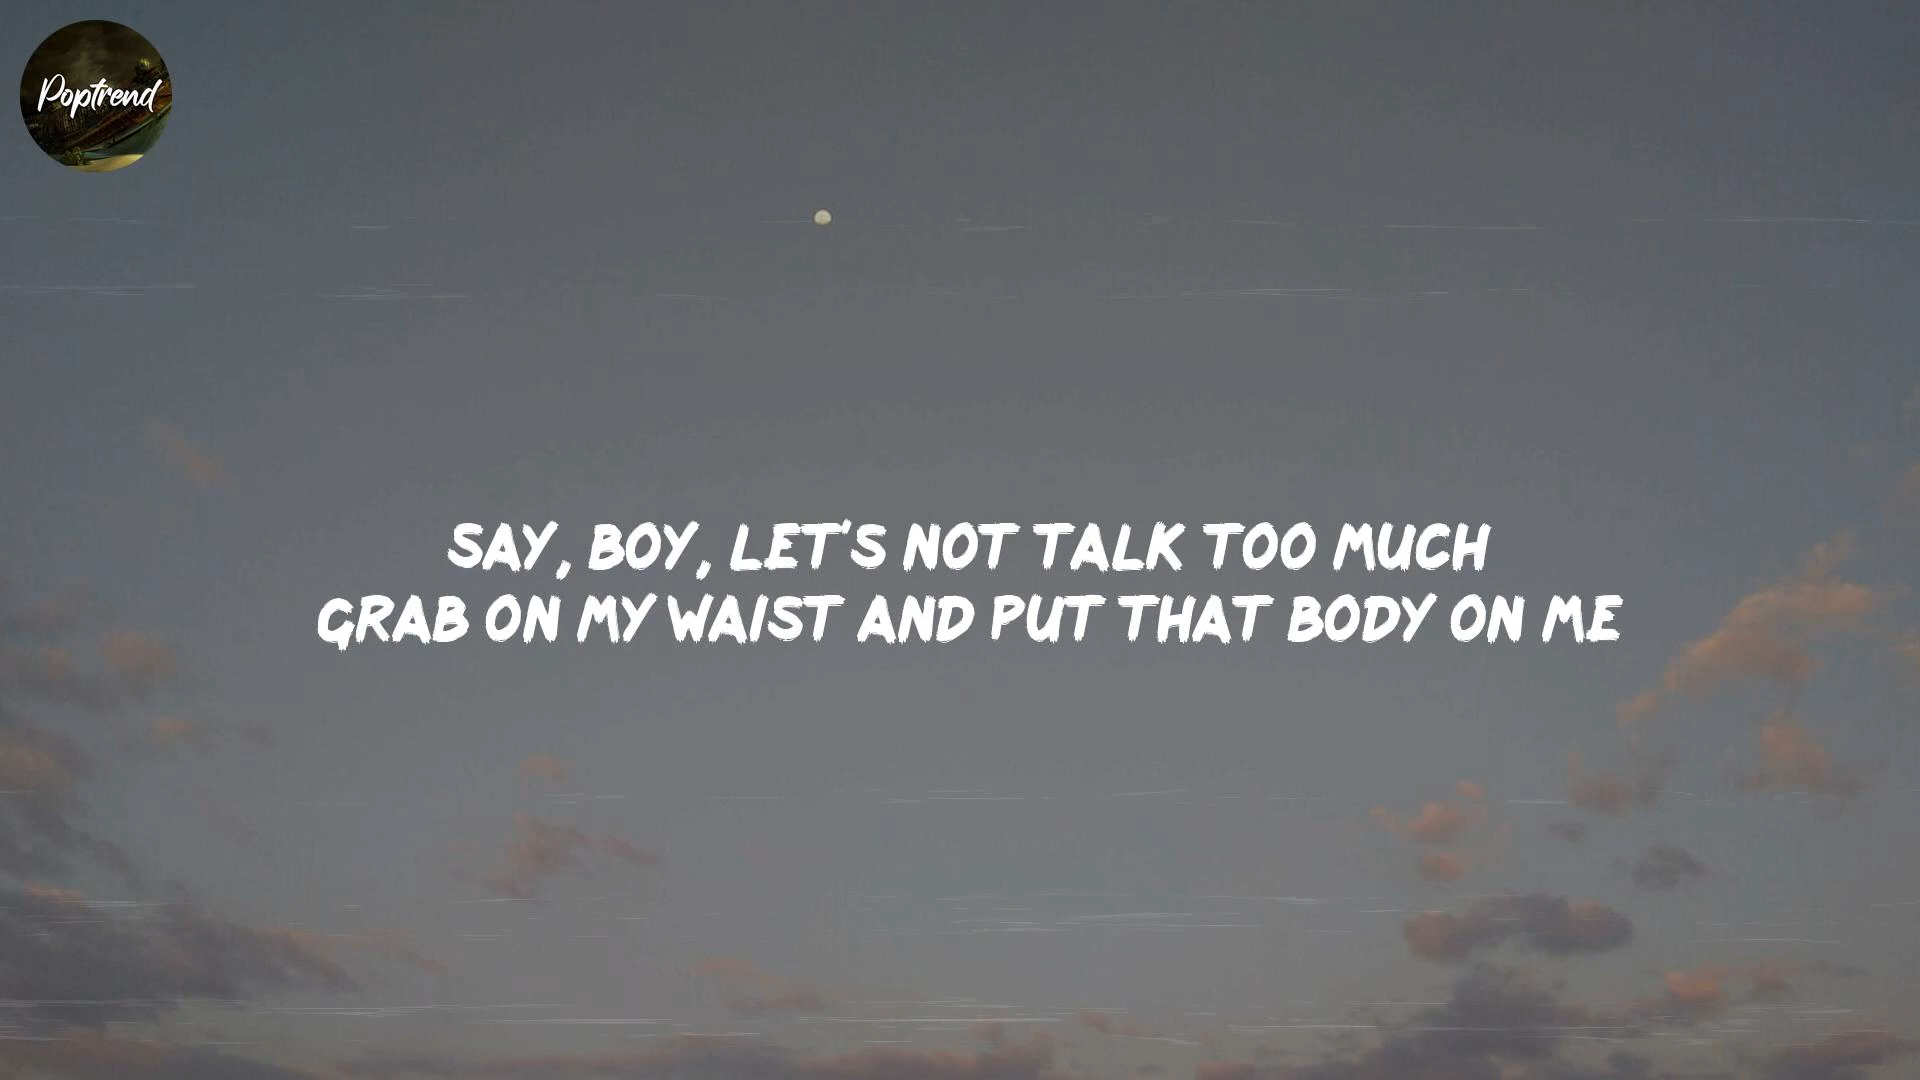 Poptrend
SAY, BOY, LET'S NOT TALK TOO MUCH
GRAB ON MY WAIST AND PUT THAT BODY ON ME